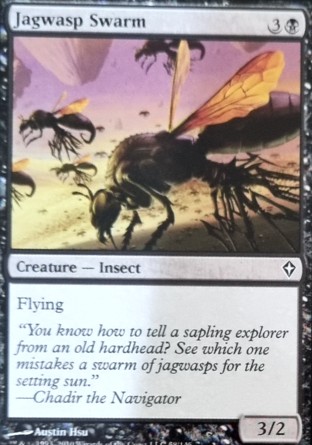 Jagwasp Swarm 3
Creature — Insect
Flying
“You know how to tell a sapling explorer
from an old hardhead? See which one
mistakes a swarm of jagwasps for the
setting sun.”
—Chadir the Navigator
Austin Hsu
3/2